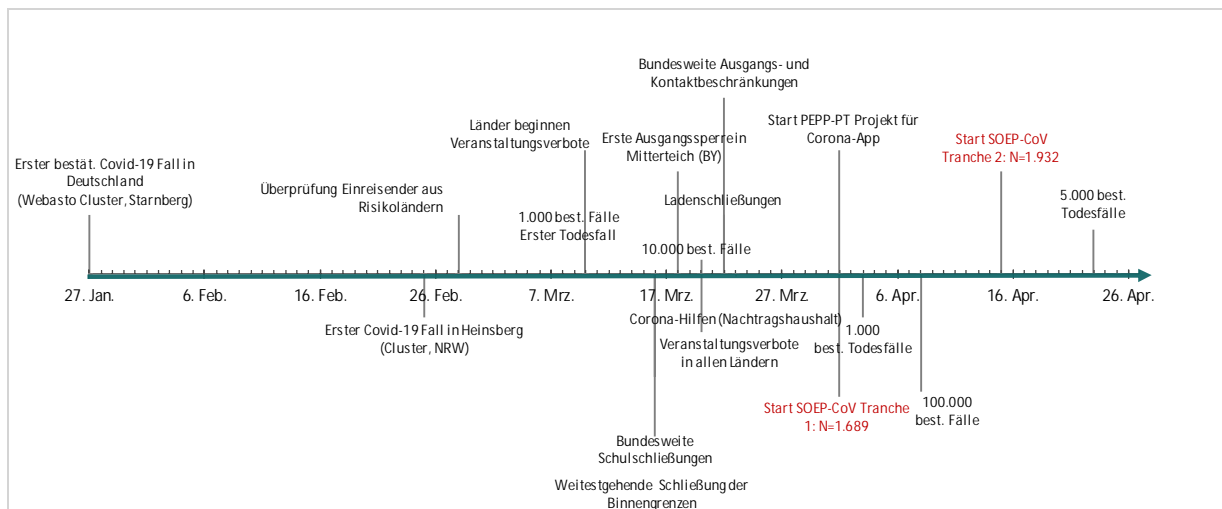 Bundesweite Ausgangs- und
Kontaktbeschränkungen
Länder beginnen
Veranstaltungsverbote
Erste Ausgangssperre in
Mitterteich (BY)
Start PEPP-PT Projekt für
Corona-App
Start SOEP-CoV
Tranche 2: N=1.932
Erster bestät. Covid-19 Fall in
Deutschland
(Webasto Cluster, Starnberg)
Überprüfung Einreisender aus
Risikoländern
1.000 best. Fälle
Erster Todesfall
Ladenschließungen
10.000 best. Fälle
5.000 best.
Todesfälle
27. Jan.
6. Feb.
16. Feb.
26. Feb.
7. Mrz.
17. Mrz.
27. Mrz.
6. Apr.
16. Apr.
26. Apr.
Erster Covid-19 Fall in Heinsberg
(Cluster, NRW)
Corona-Hilfen (Nachtragshaushalt)
Veranstaltungsverbote
in allen Ländern
1.000
best. Todesfälle
Start SOEP-CoV Tranche
1: N=1.689
100.000
best. Fälle
Bundesweite
Schulschließungen
Weitestgehende Schließung der
Binnengrenzen